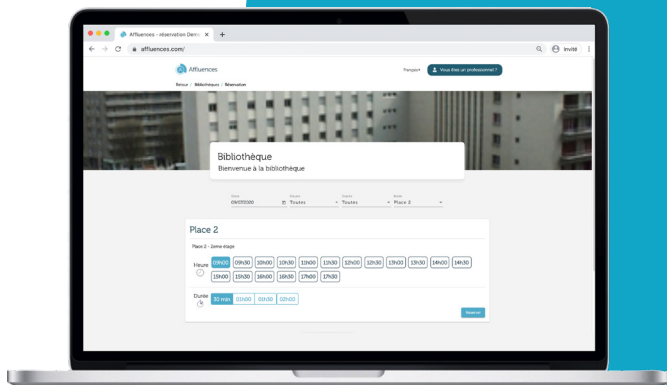 Affluences - réservation Demo
affluences.com/
Invité
Affluences
Français
Vous êtes un professionnel ?
Retour / Bibliothèques / Réservation
Bibliothèque
Bienvenue à la bibliothèque
Toutes Toutes Place 2
Place 2
Place 2 - 2eme étage
Heure 09h00 09h30 10h00 10h30 11h00 11h30 12h00 12h30 13h00 13h30 14h00 14h30
15h00 15h30 16h00 16h30 17h00 17h30
Durée
30 min 01h00 01h30 02h00
Réserver